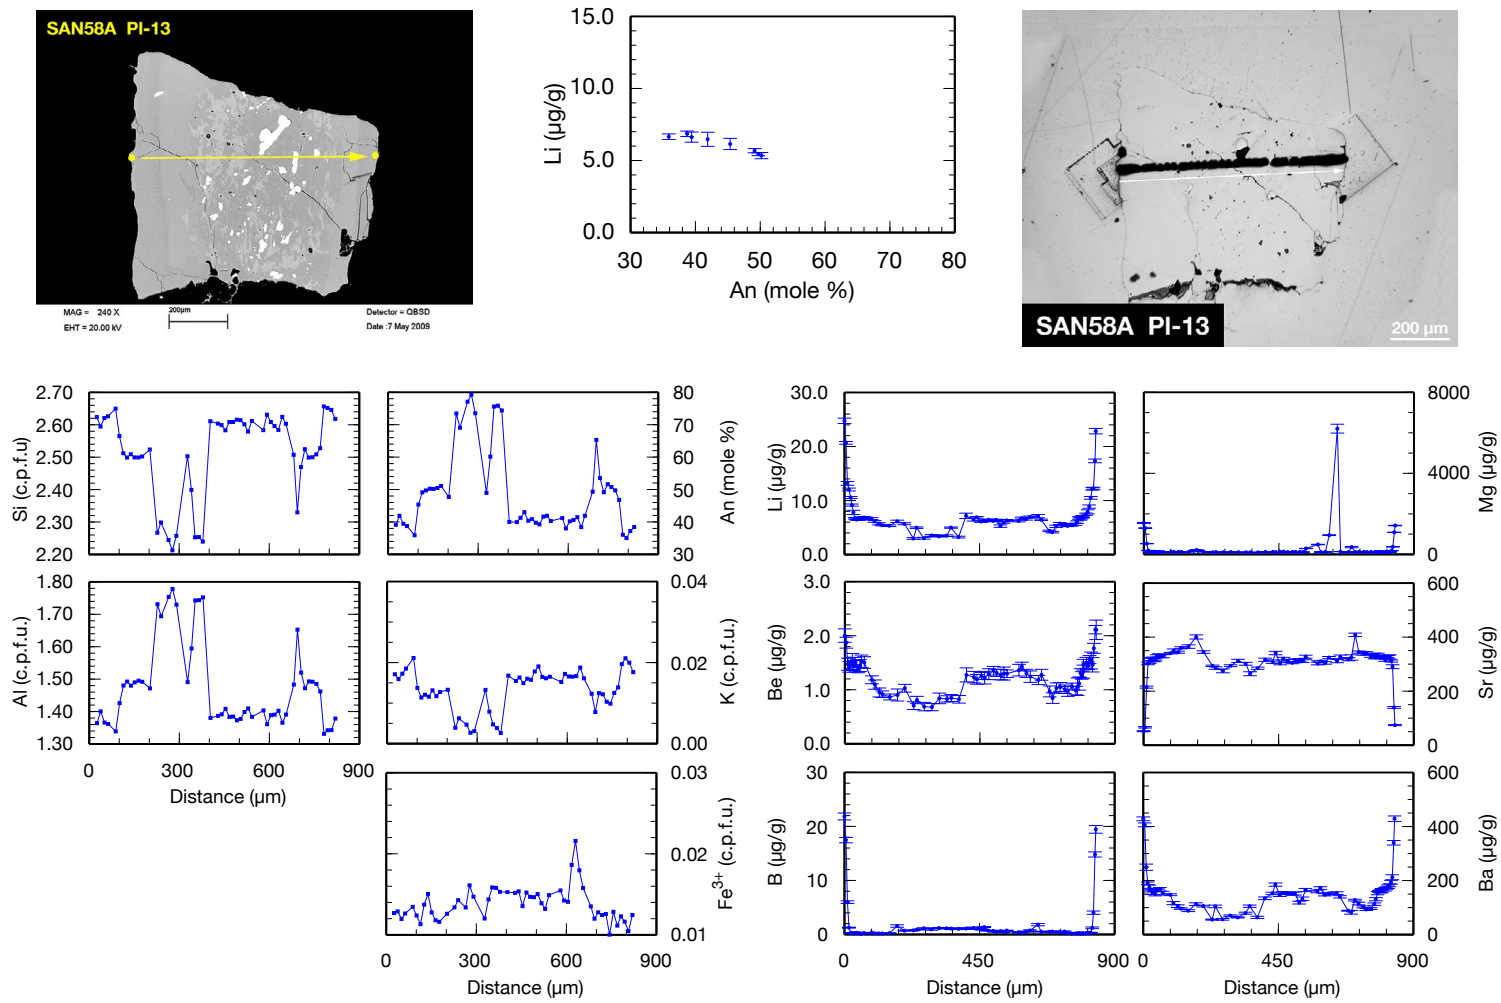 SAN58A PI-13
MAG = 240 X
EHT = 20.00 kV
200µm
Detector = QBSD
Date :7 May 2009
15.0
10.0
5.0
0.0
Li (µg/g)
30 40 50 60 70 80
An (mole %)
SAN58A PI-13
200 µm
2.70
2.60
2.50
2.40
2.30
2.20
Si (c.p.f.u)
80
70
60
50
40
30
An (mole %)
30.0
20.0
10.0
0.0
Li (µg/g)
8000
4000
0
Mg (µg/g)
1.80
1.70
1.60
1.50
1.40
1.30
Al (c.p.f.u.)
0 300 600 900
Distance (µm)
0.04
0.02
0.00
K (c.p.f.u.)
3.0
2.0
1.0
0.0
Be (µg/g)
600
400
200
0
Sr (µg/g)
0.03
0.02
0.01
Fe3+ (c.p.f.u.)
0 300 600 900
Distance (µm)
30
20
10
0
B (µg/g)
0 450 900
Distance (µm)
600
400
200
0
Ba (µg/g)
0 450 900
Distance (µm)